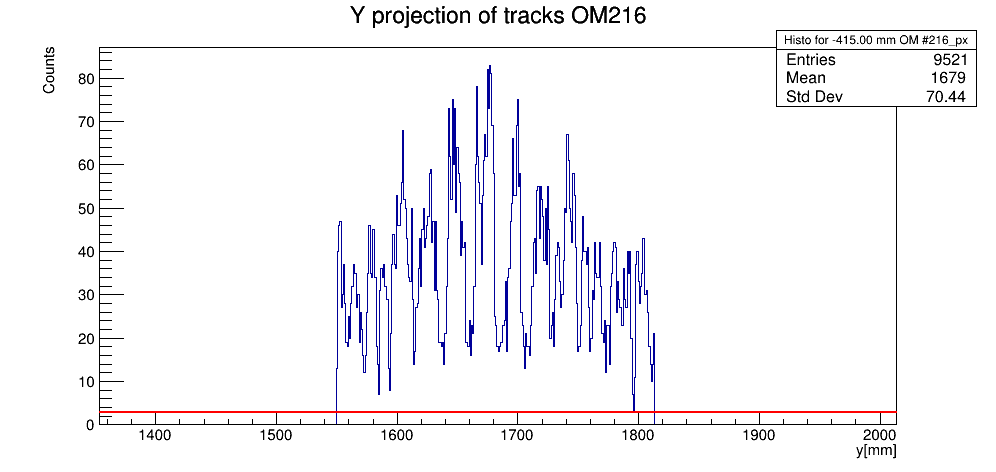 Y projection of tracks OM216
Histo for -415.00 mm OM #216_px
Entries 9521
Mean 1679
Std Dev 70.44
Counts
80
70
60
50
40
30
20
10
0
1400 1500 1600 1700 1800 1900 2000
y[mm]